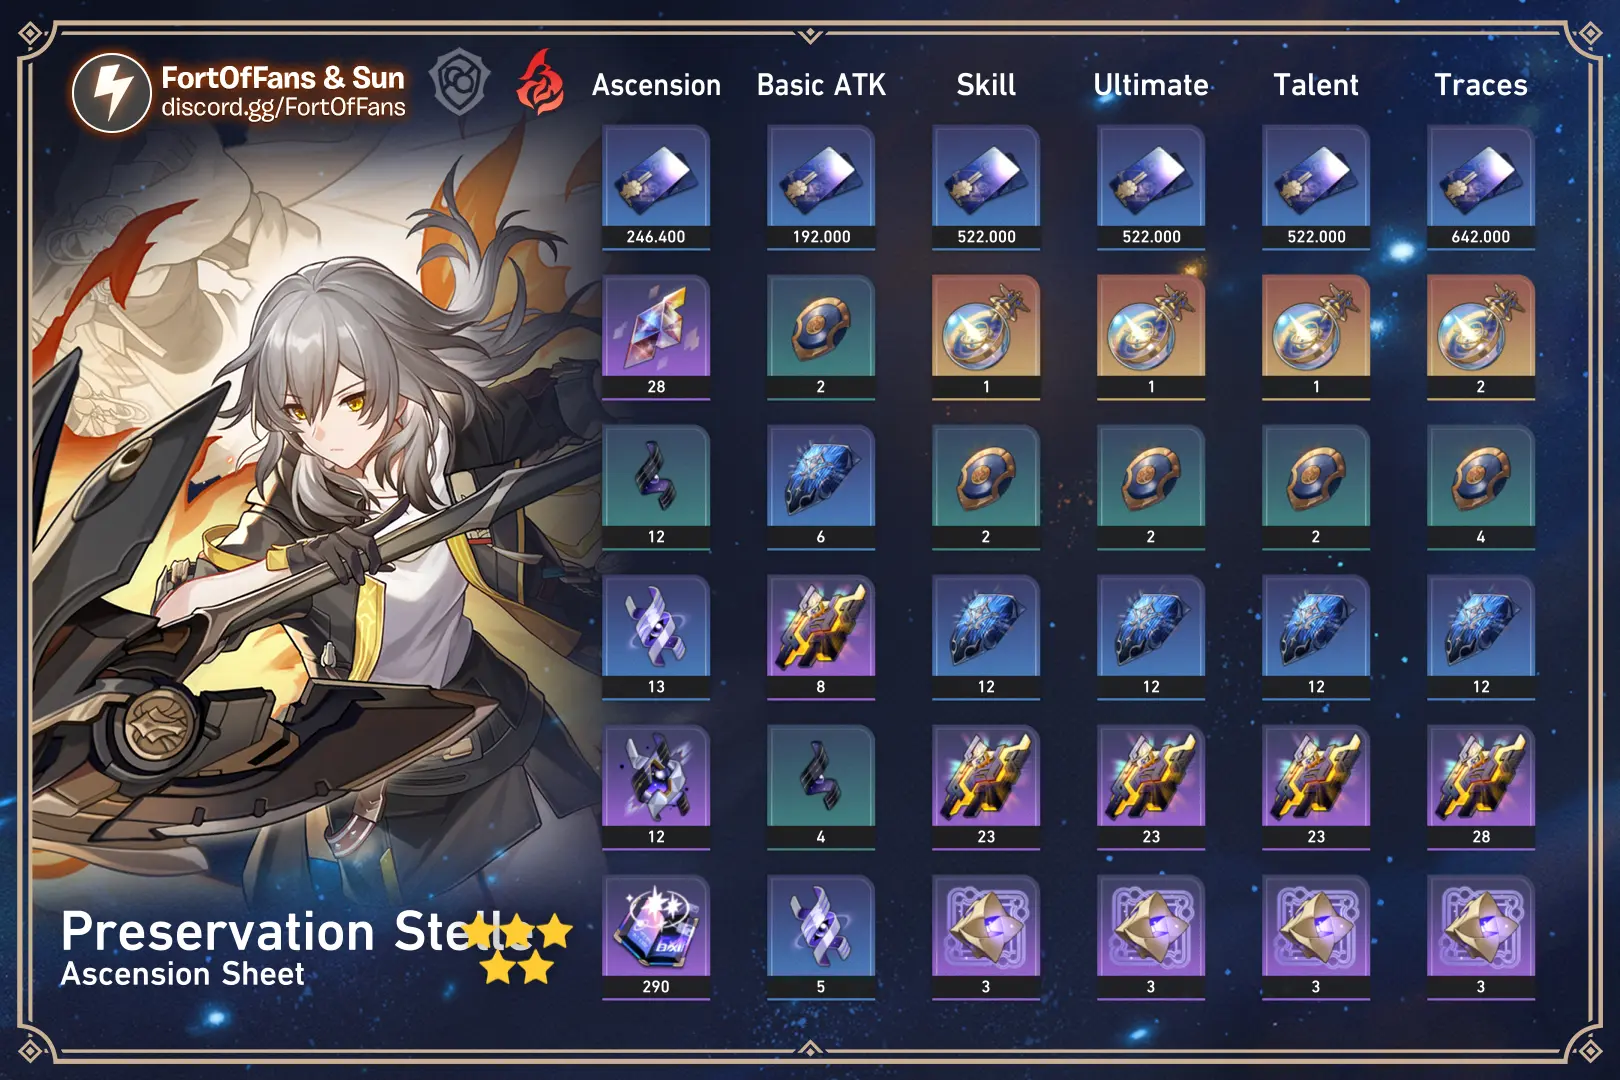 FortOfFans & Sun
discord.gg/FortOfFans
Ascension Basic ATK Skill Ultimate Talent Traces
246.400 192.000 522.000 522.000 522.000 642.000
28 2 1 1 1 2
12 6 2 2 2 4
13 8 12 12 12 12
12 4 23 23 23 28
290 5 3 3 3 3
Preservation Stelle
Ascension Sheet